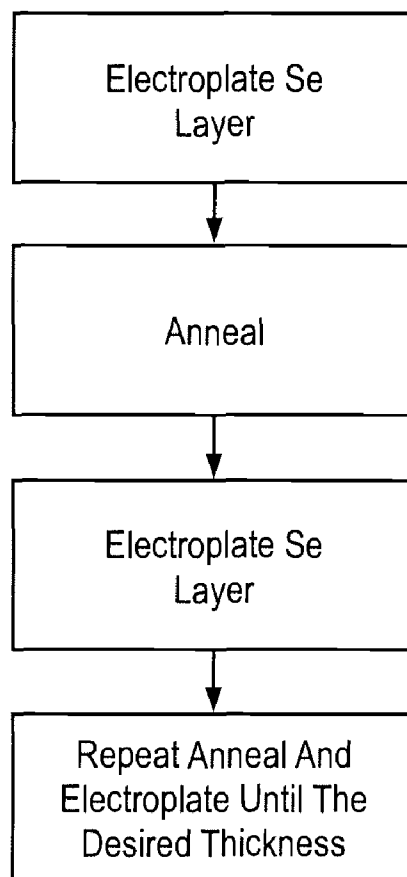 Electroplate Se
Layer
Anneal
Electroplate Se
Layer
Repeat Anneal And
Electroplate Until The
Desired Thickness